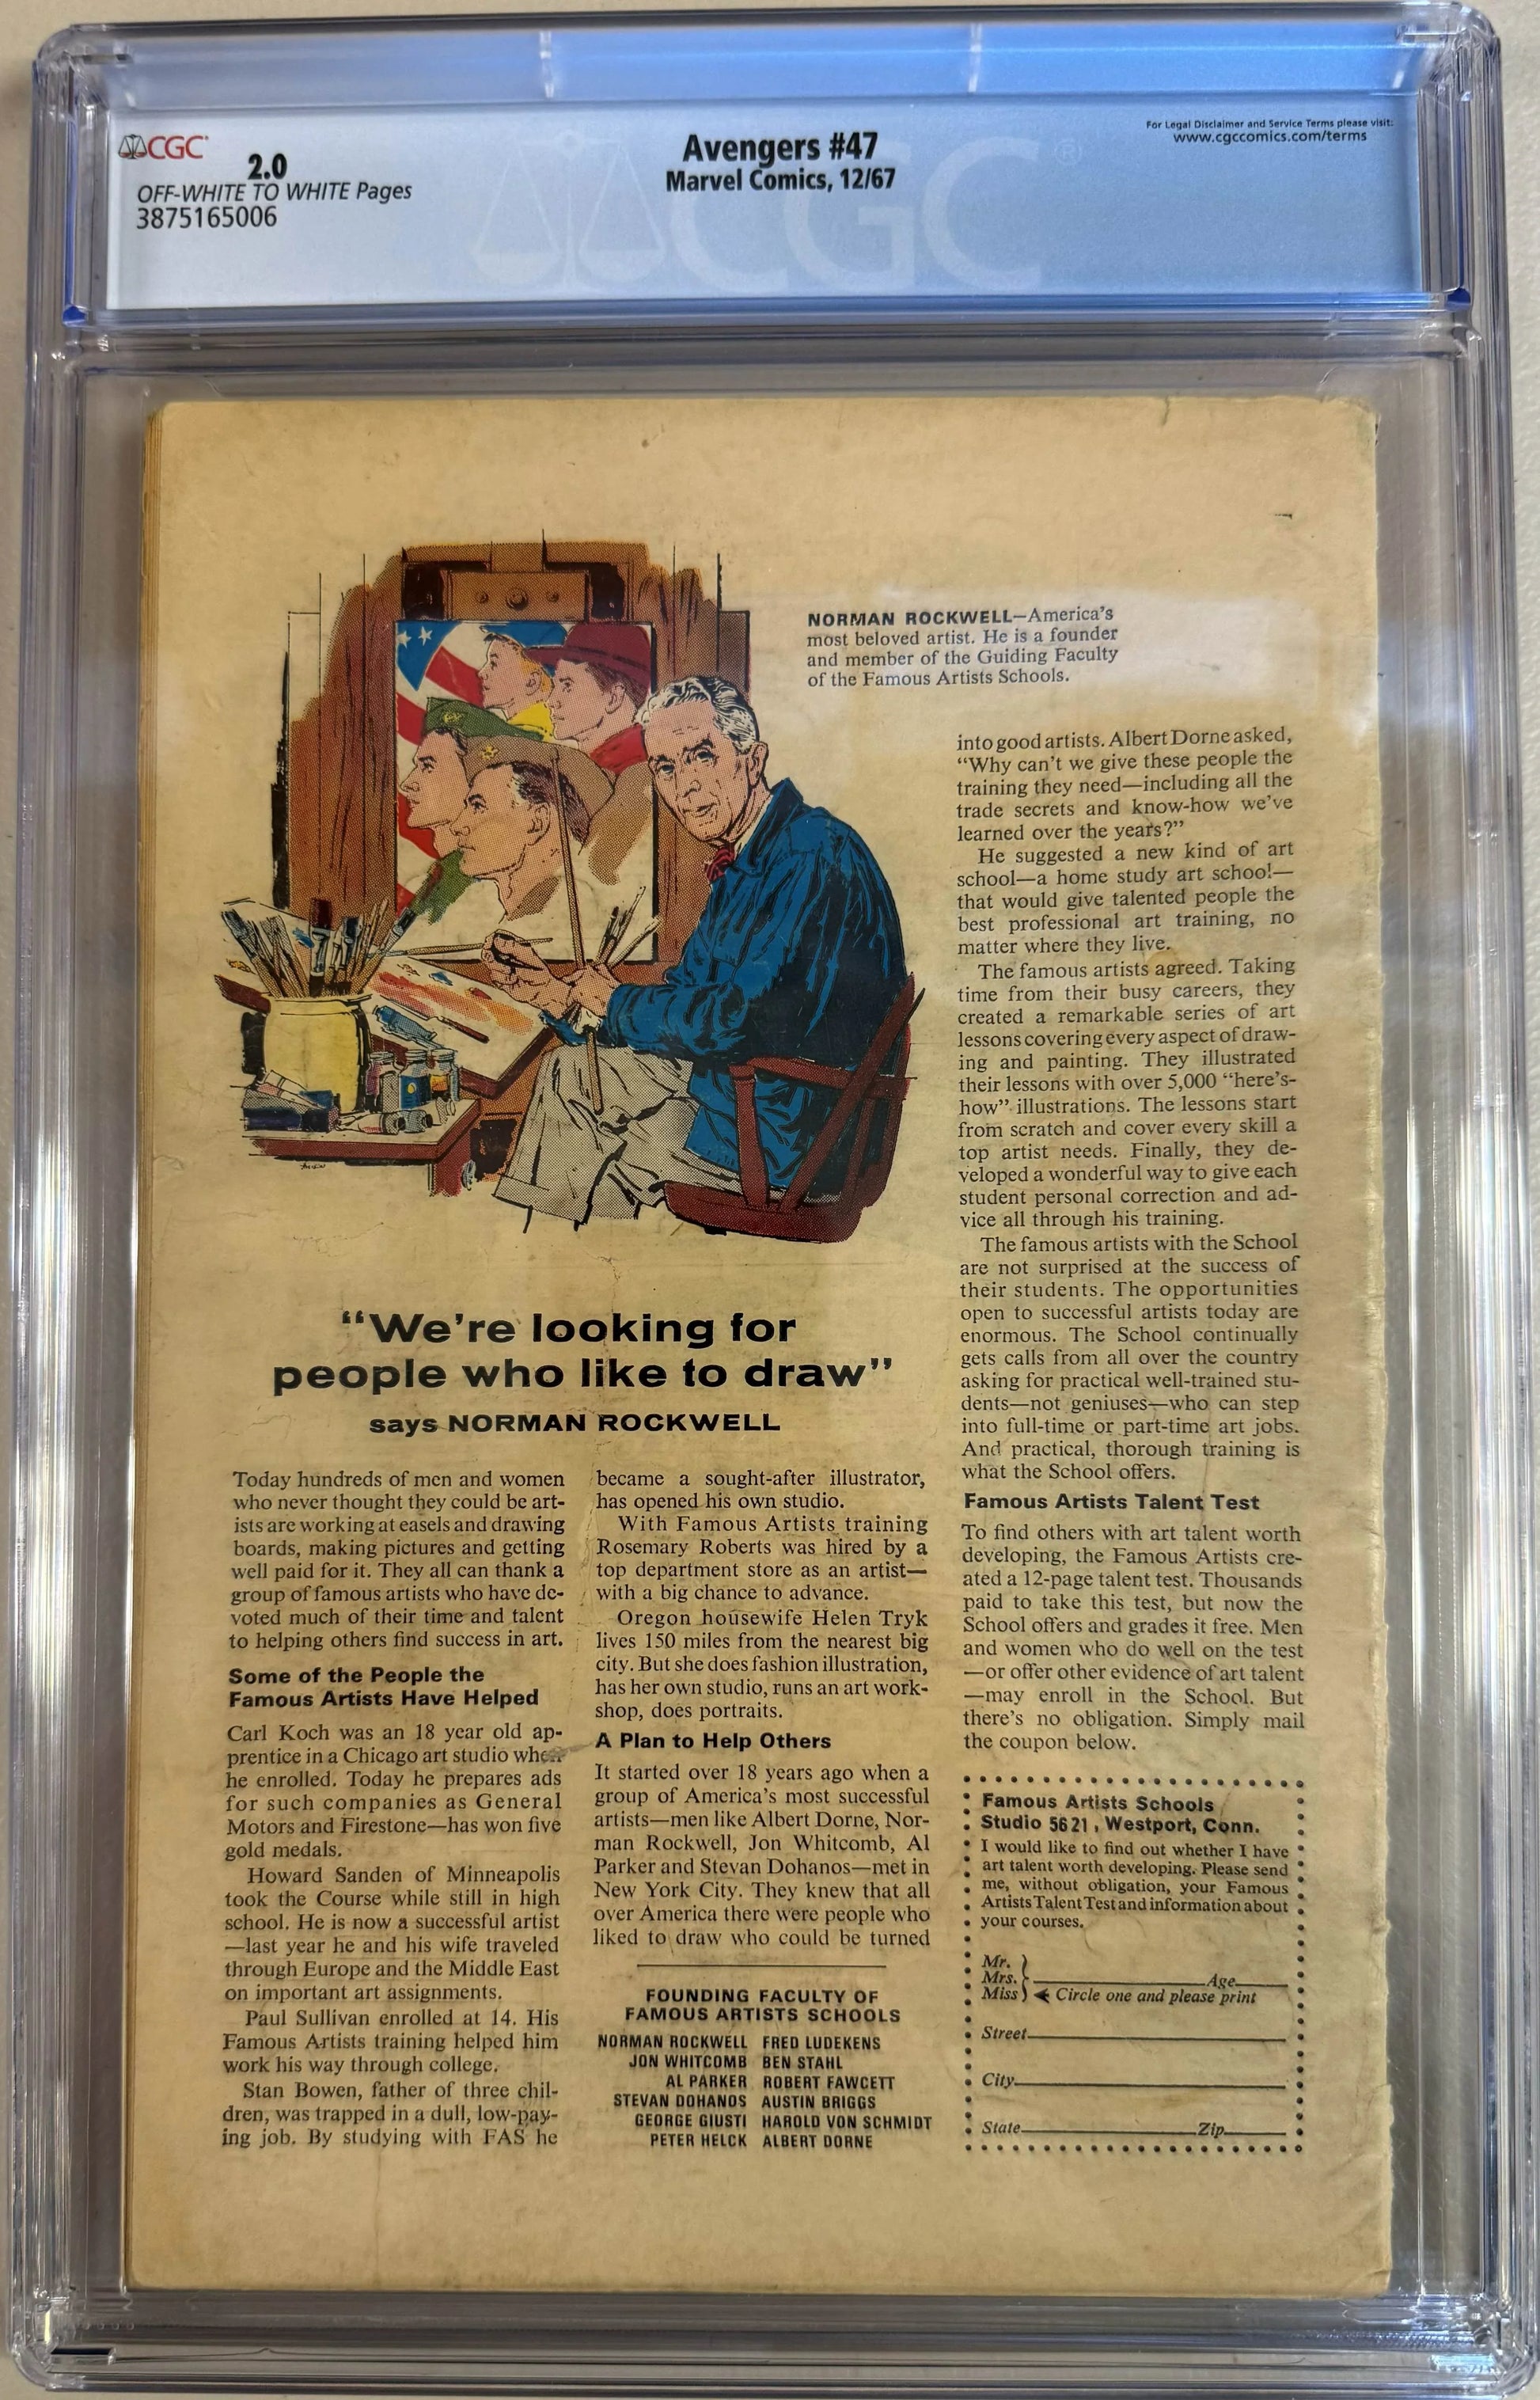 CGC
2.0
OFF-WHITE TO WHITE Pages
3875165006
Avengers #47
Marvel Comics, 12/67
For Legal Disclaimer and Service Terms please visit:
www.cgccomics.com/terms
CGC®
NORMAN ROCKWELL—America's
most beloved artist. He is a founder
and member of the Guiding Faculty
of the Famous Artists Schools.
"We're looking for
people who like to draw"
says NORMAN ROCKWELL
Today hundreds of men and women
who never thought they could be art-
ists are working at easels and drawing
boards, making pictures and getting
well paid for it. They all can thank a
group of famous artists who have de-
voted much of their time and talent
to helping others find success in art.
Some of the People the
Famous Artists Have Helped
Carl Koch was an 18 year old ap-
prentice in a Chicago art studio when
he enrolled. Today he prepares ads
for such companies as General
Motors and Firestone—has won five
gold medals.
Howard Sanden of Minneapolis
took the Course while still in high
school. He is now a successful artist
—last year he and his wife traveled
through Europe and the Middle East
on important art assignments.
Paul Sullivan enrolled at 14. His
Famous Artists training helped him
work his way through college.
Stan Bowen, father of three chil-
dren, was trapped in a dull, low-pay-
ing job. By studying with FAS he
became a sought-after illustrator,
has opened his own studio.
With Famous Artists training
Rosemary Roberts was hired by a
top department store as an artist—
with a big chance to advance.
Oregon housewife Helen Tryk
lives 150 miles from the nearest big
city. But she does fashion illustration,
has her own studio, runs an art work-
shop, does portraits.
A Plan to Help Others
It started over 18 years ago when a
group of America's most successful
artists—men like Albert Dorne, Nor-
man Rockwell, Jon Whitcomb, Al
Parker and Stevan Dohanos—met in
New York City. They knew that all
over America there were people who
liked to draw who could be turned
FOUNDING FACULTY OF
FAMOUS ARTISTS SCHOOLS
NORMAN ROCKWELL FRED LUDEKENS
JON WHITCOMB BEN STAHL
AL PARKER ROBERT FAWCETT
STEVAN DOHANOS AUSTIN BRIGGS
GEORGE GIUSTI HAROLD VON SCHMIDT
PETER HELCK ALBERT DORNE
into good artists. Albert Dorne asked,
"Why can't we give these people the
training they need—including all the
trade secrets and know-how we've
learned over the years?"
He suggested a new kind of art
school—a home study art school—
that would give talented people the
best professional art training, no
matter where they live.
The famous artists agreed. Taking
time from their busy careers, they
created a remarkable series of art
lessons covering every aspect of draw-
ing and painting. They illustrated
their lessons with over 5,000 "here's-
how" illustrations. The lessons start
from scratch and cover every skill a
top artist needs. Finally, they de-
veloped a wonderful way to give each
student personal correction and ad-
vice all through his training.
The famous artists with the School
are not surprised at the success of
their students. The opportunities
open to successful artists today are
enormous. The School continually
gets calls from all over the country
asking for practical well-trained stu-
dents—not geniuses—who can step
into full-time or part-time art jobs.
And practical, thorough training is
what the School offers.
Famous Artists Talent Test
To find others with art talent worth
developing, the Famous Artists cre-
ated a 12-page talent test. Thousands
paid to take this test, but now the
School offers and grades it free. Men
and women who do well on the test
—or offer other evidence of art talent
—may enroll in the School. But
there's no obligation. Simply mail
the coupon below.
Famous Artists Schools
Studio 5621, Westport, Conn.
I would like to find out whether I have
art talent worth developing. Please send
me, without obligation, your Famous
Artists Talent Test and information about
your courses.
Mr.
Mrs. Age
Miss Circle one and please print
Street
City
State Zip